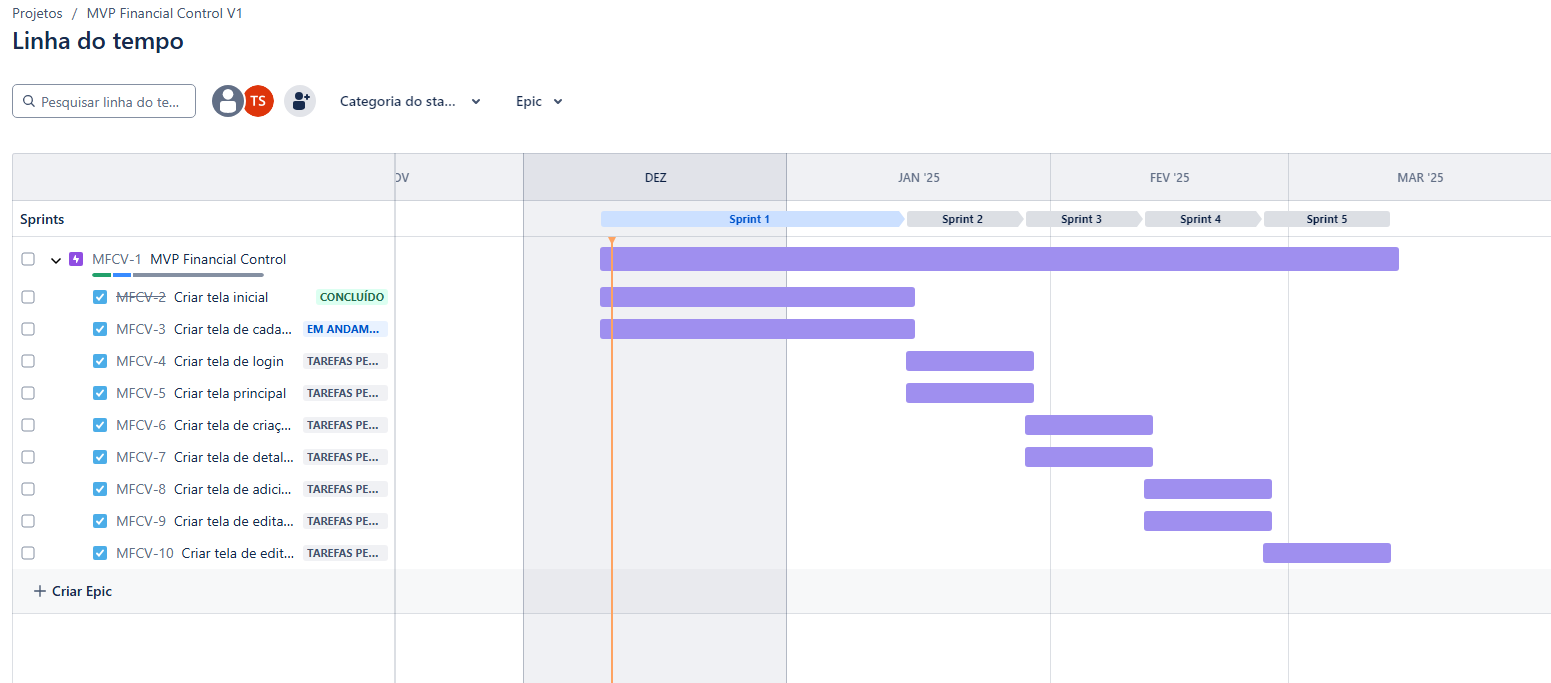 Projetos / MVP Financial Control V1
Linha do tempo
Pesquisar linha do te...
TS
Categoria do sta...
Epic
OV
DEZ
JAN '25
FEV '25
MAR '25
Sprints
Sprint 1
Sprint 2
Sprint 3
Sprint 4
Sprint 5
MFCV-1 MVP Financial Control
MFCV-2 Criar tela inicial CONCLUÍDO
MFCV-3 Criar tela de cada... EM ANDAM...
MFCV-4 Criar tela de login TAREFAS PE...
MFCV-5 Criar tela principal TAREFAS PE...
MFCV-6 Criar tela de criaç... TAREFAS PE...
MFCV-7 Criar tela de detal... TAREFAS PE...
MFCV-8 Criar tela de adici... TAREFAS PE...
MFCV-9 Criar tela de edita... TAREFAS PE...
MFCV-10 Criar tela de edit... TAREFAS PE...
+ Criar Epic